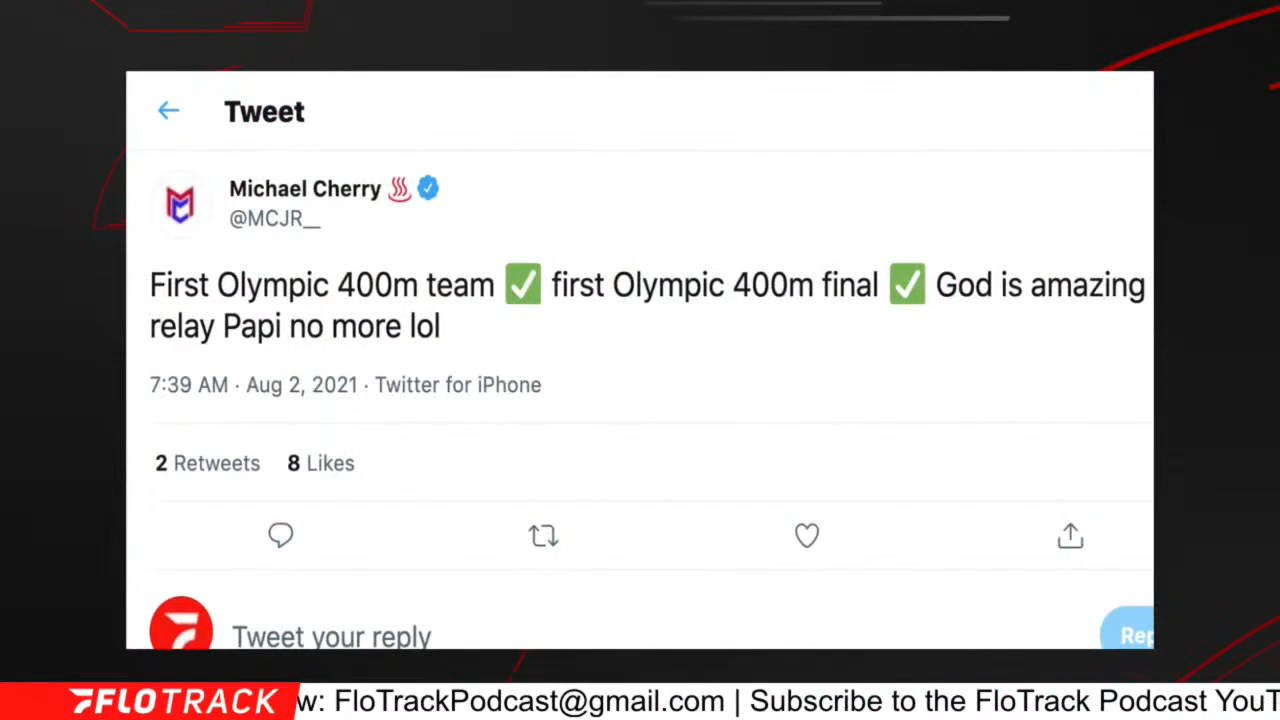 Tweet
Michael Cherry ♨️
@MCJR__
First Olympic 400m team ✅ first Olympic 400m final ✅ God is amazing
relay Papi no more lol
7:39 AM · Aug 2, 2021 · Twitter for iPhone
2 Retweets 8 Likes
Tweet your reply
Rep
FLOTRACK
w: FloTrackPodcast@gmail.com | Subscribe to the FloTrack Podcast YouT